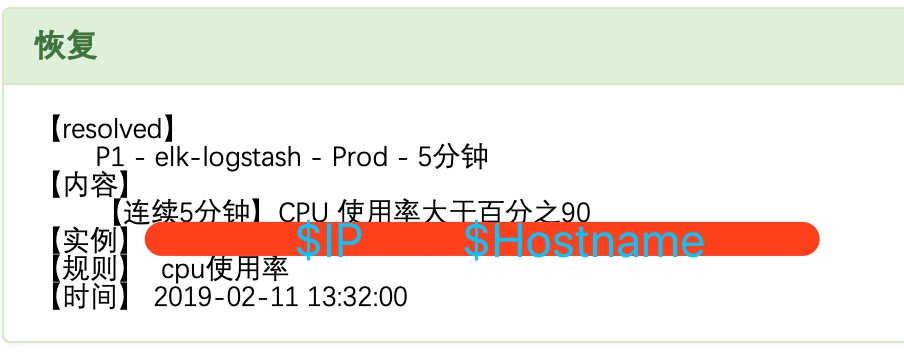 恢复
【resolved】
P1 - elk-logstash - Prod - 5分钟
【内容】
【连续5分钟】CPU 使用率大于百分之90
【实例】 $IP $Hostname
【规则】 cpu使用率
【时间】 2019-02-11 13:32:00